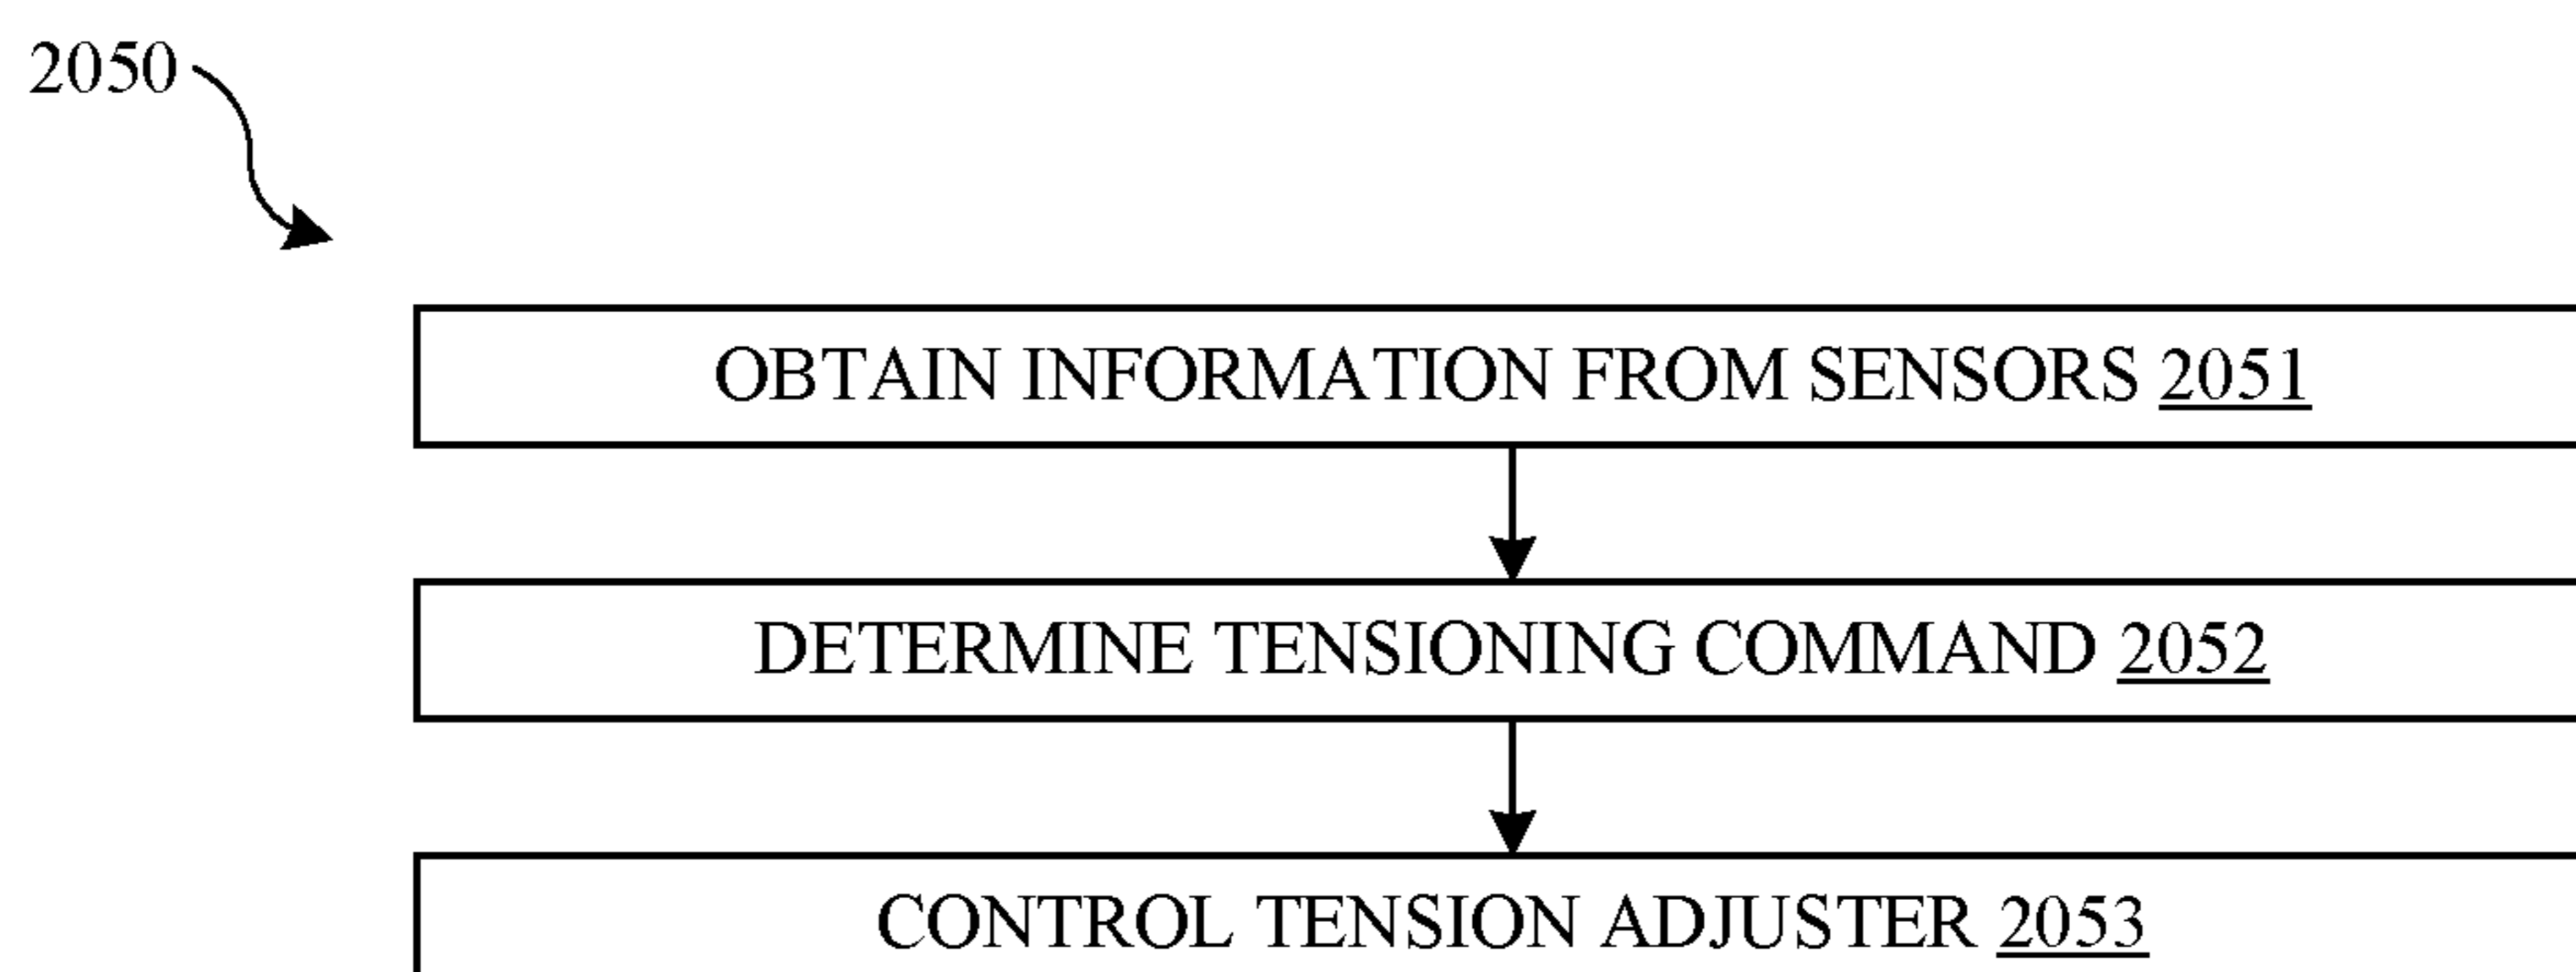 2050
OBTAIN INFORMATION FROM SENSORS 2051
DETERMINE TENSIONING COMMAND 2052
CONTROL TENSION ADJUSTER 2053